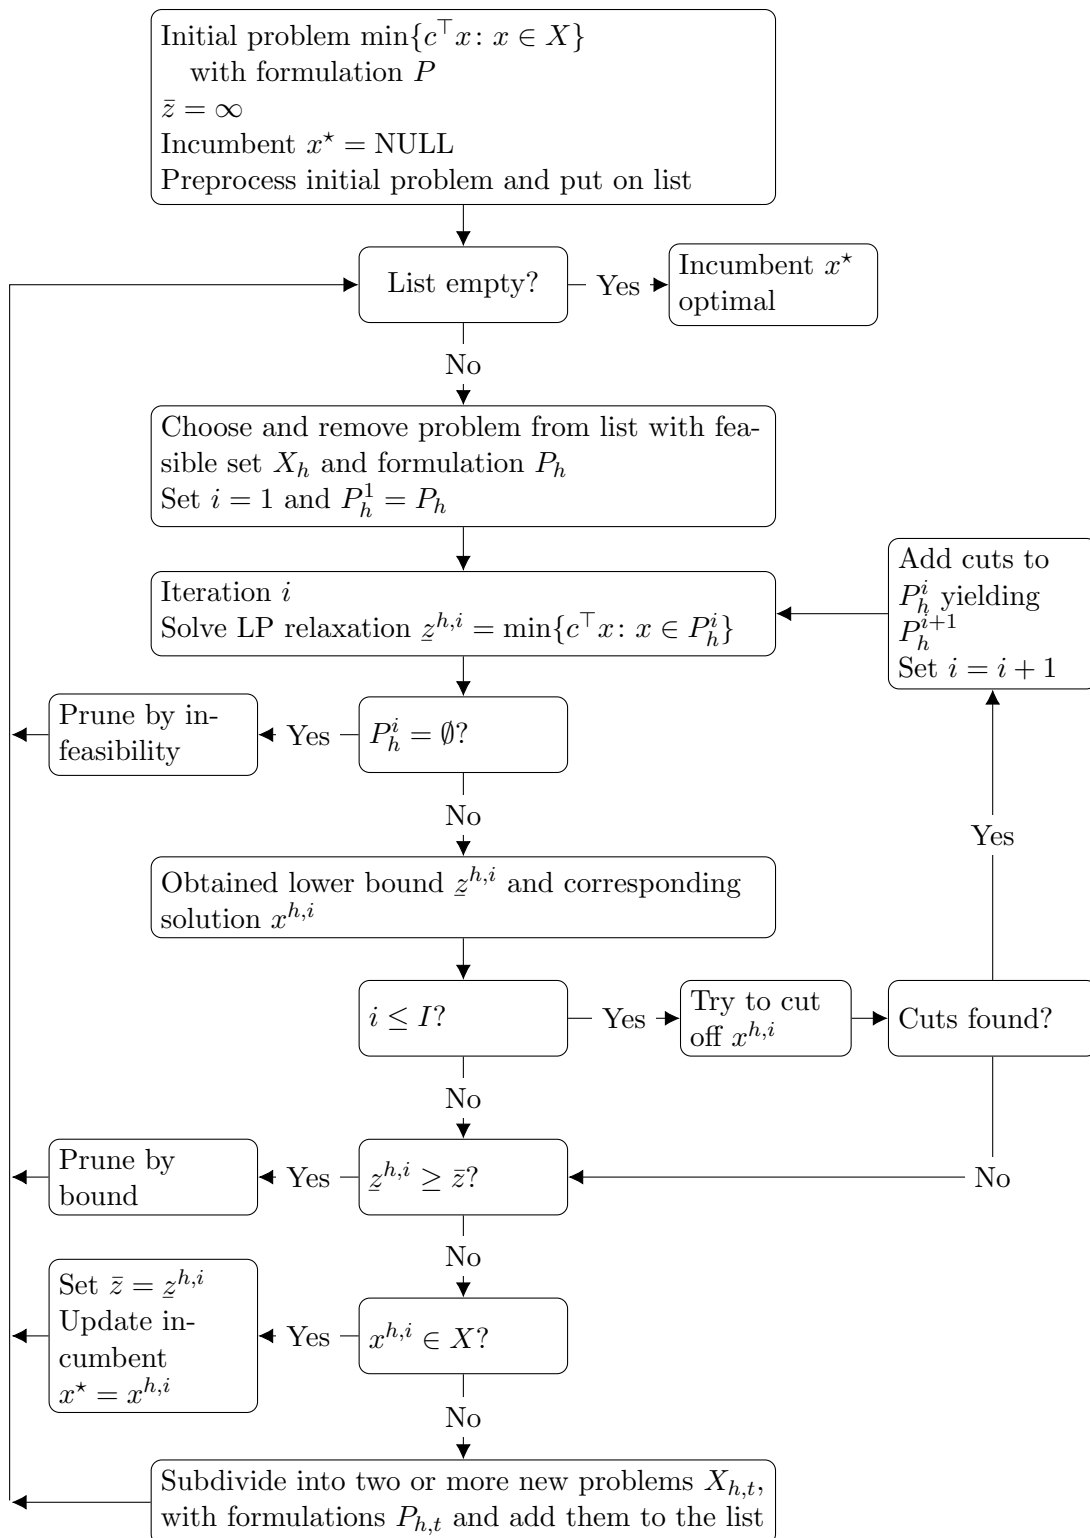 Initial problem min{c⊤x: x ∈ X}
with formulation P
z̄ = ∞
Incumbent x⋆ = NULL
Preprocess initial problem and put on list
List empty?
Yes
Incumbent x⋆
optimal
No
Choose and remove problem from list with fea-
sible set X_h and formulation P_h
Set i = 1 and P_h^1 = P_h
Iteration i
Solve LP relaxation z̲^{h,i} = min{c⊤x: x ∈ P_h^i}
Add cuts to
P_h^i yielding
P_h^{i+1}
Set i = i + 1
Prune by in-
feasibility
Yes
P_h^i = ∅?
No
Yes
Obtained lower bound z̲^{h,i} and corresponding
solution x^{h,i}
i ≤ I?
Yes
Try to cut
off x^{h,i}
Cuts found?
No
Prune by
bound
Yes
z̲^{h,i} ≥ z̄?
No
No
Set z̄ = z̲^{h,i}
Update in-
cumbent
x⋆ = x^{h,i}
Yes
x^{h,i} ∈ X?
No
Subdivide into two or more new problems X_{h,t},
with formulations P_{h,t} and add them to the list